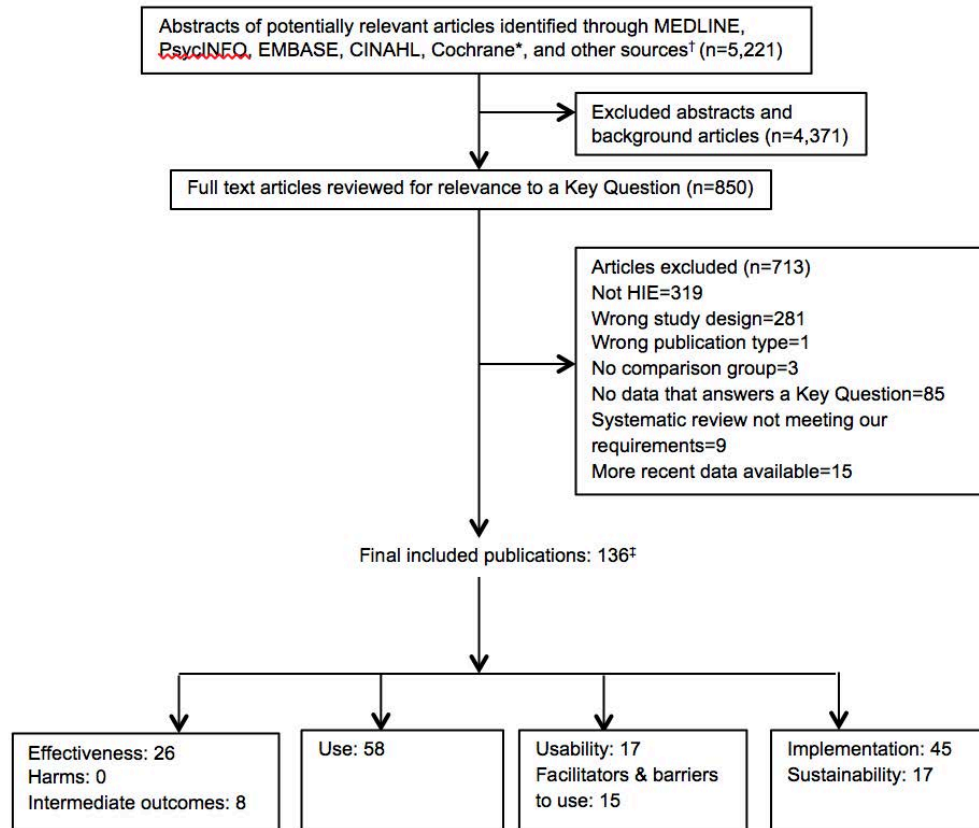 Abstracts of potentially relevant articles identified through MEDLINE,
PsycINFO, EMBASE, CINAHL, Cochrane*, and other sources† (n=5,221)
Excluded abstracts and
background articles (n=4,371)
Full text articles reviewed for relevance to a Key Question (n=850)
Articles excluded (n=713)
Not HIE=319
Wrong study design=281
Wrong publication type=1
No comparison group=3
No data that answers a Key Question=85
Systematic review not meeting our
requirements=9
More recent data available=15
Final included publications: 136‡
Effectiveness: 26
Harms: 0
Intermediate outcomes: 8
Use: 58
Usability: 17
Facilitators & barriers
to use: 15
Implementation: 45
Sustainability: 17